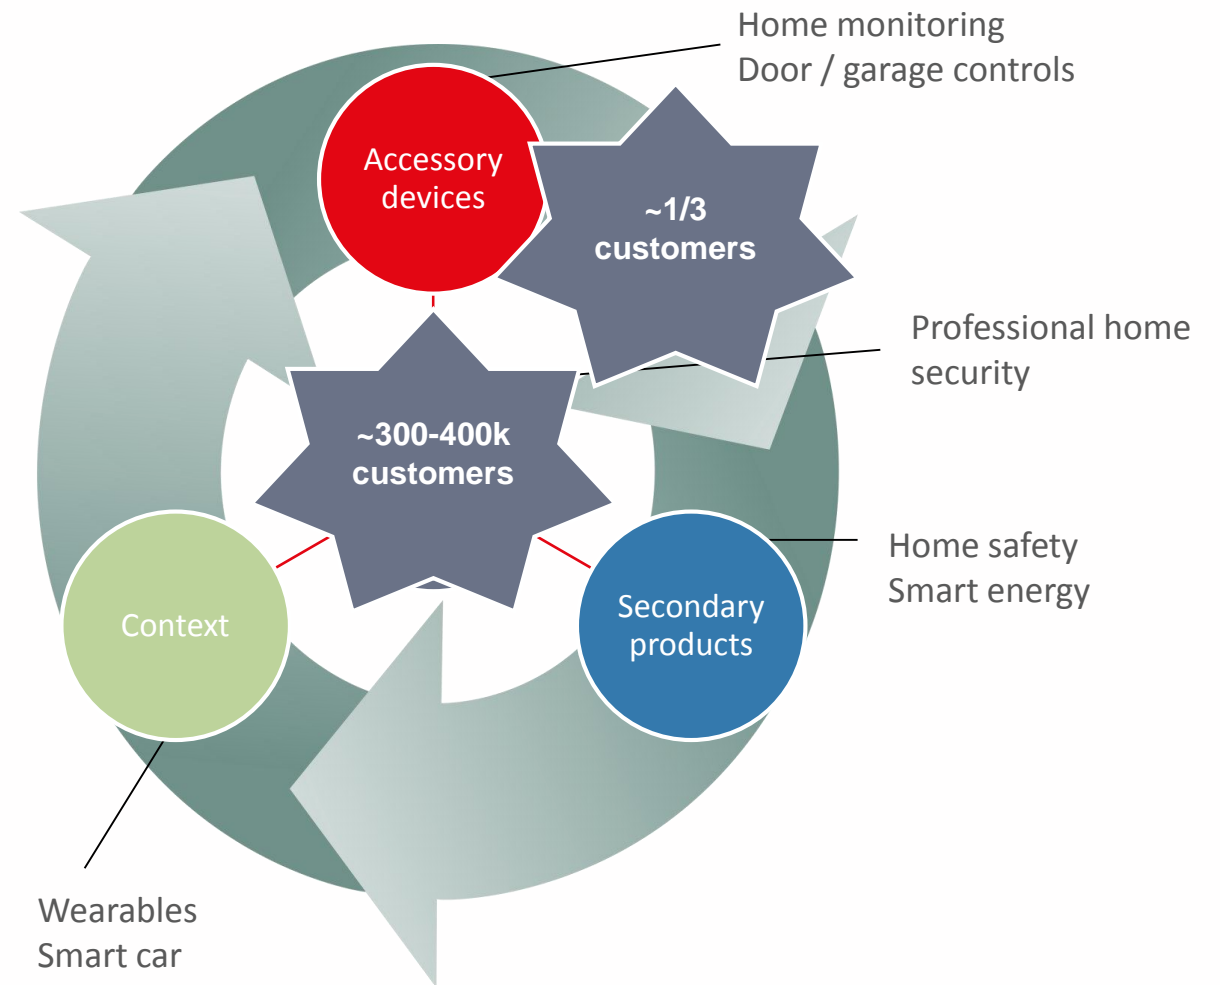 Home monitoring
Door / garage controls
Accessory
devices
~1/3
customers
Professional home
security
~300-400k
customers
Home safety
Smart energy
Secondary
products
Context
Wearables
Smart car